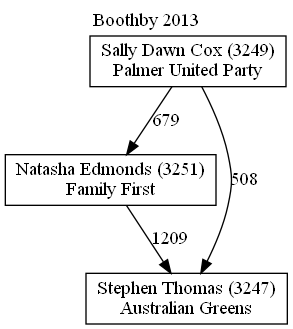 Boothby 2013
Sally Dawn Cox (3249)
Palmer United Party
679
Natasha Edmonds (3251)
Family First
508
1209
Stephen Thomas (3247)
Australian Greens